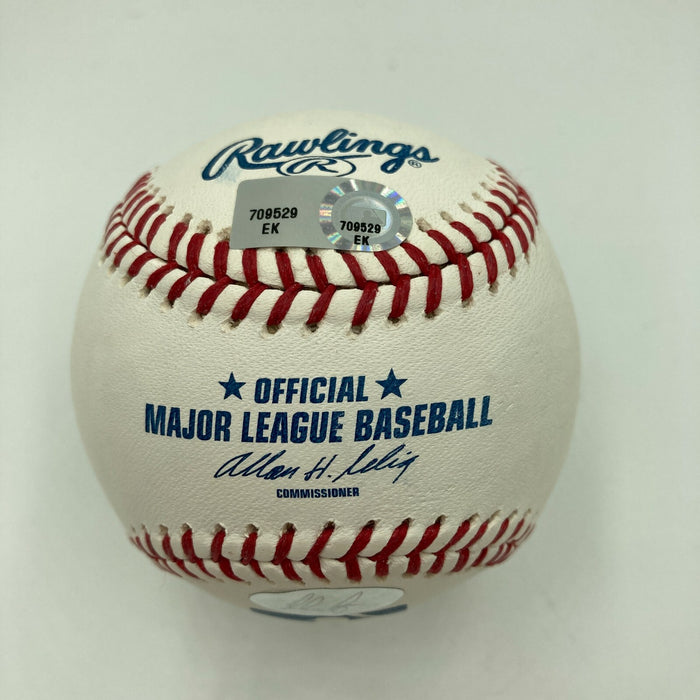 Rawlings®
R
709529
EK
709529
EK
★ OFFICIAL ★
MAJOR LEAGUE BASEBALL
Allan H. Selig
COMMISSIONER